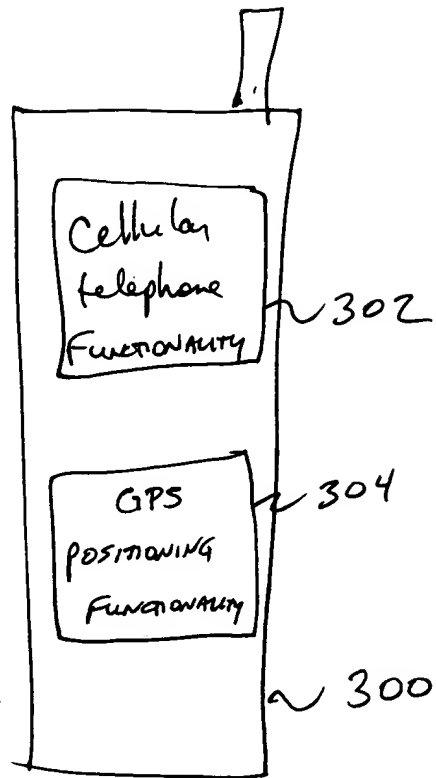 Cellular
telephone
FUNCTIONALITY
302
GPS
POSITIONING
FUNCTIONALITY
304
300